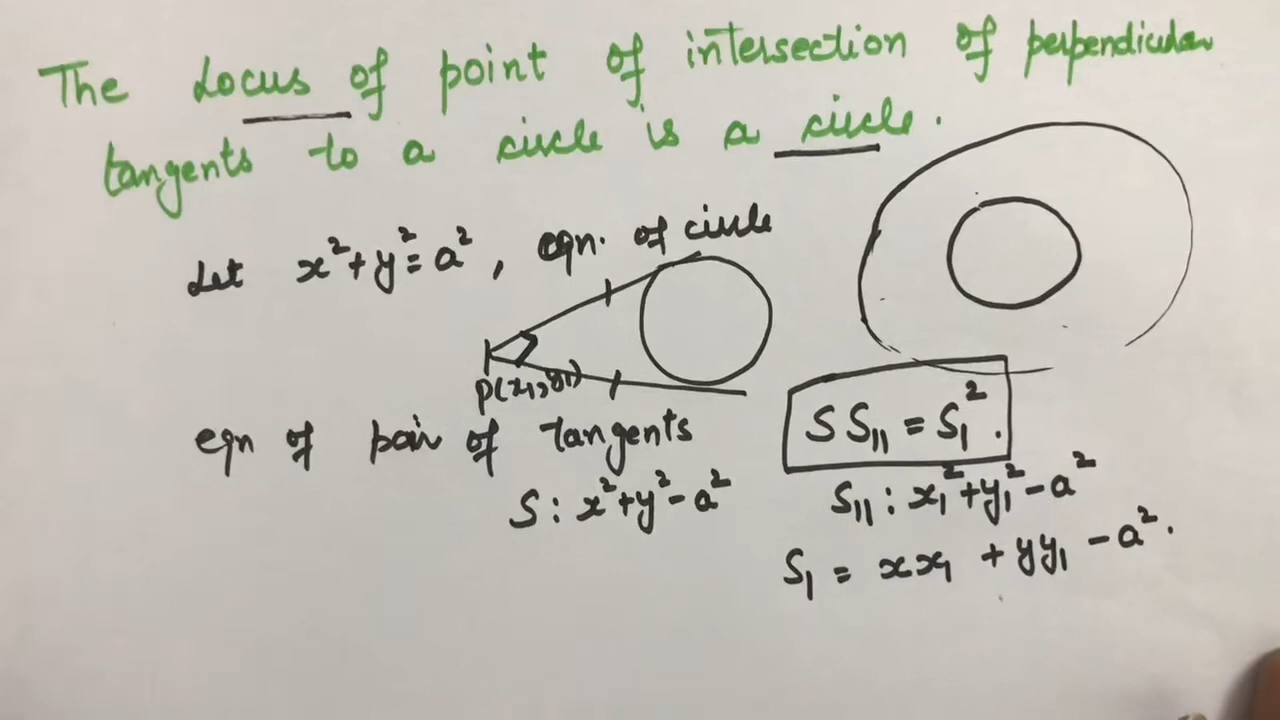 The Locus of point of intersection of perpendicular
tangents to a circle is a circle.
Let x²+y²=a², eqn. of circle
P(x₁,y₁)
eqn of pair of tangents
S S₁₁ = S₁².
S : x²+y²-a²
S₁₁ : x₁²+y₁²-a²
S₁ = xx₁ + yy₁ -a².